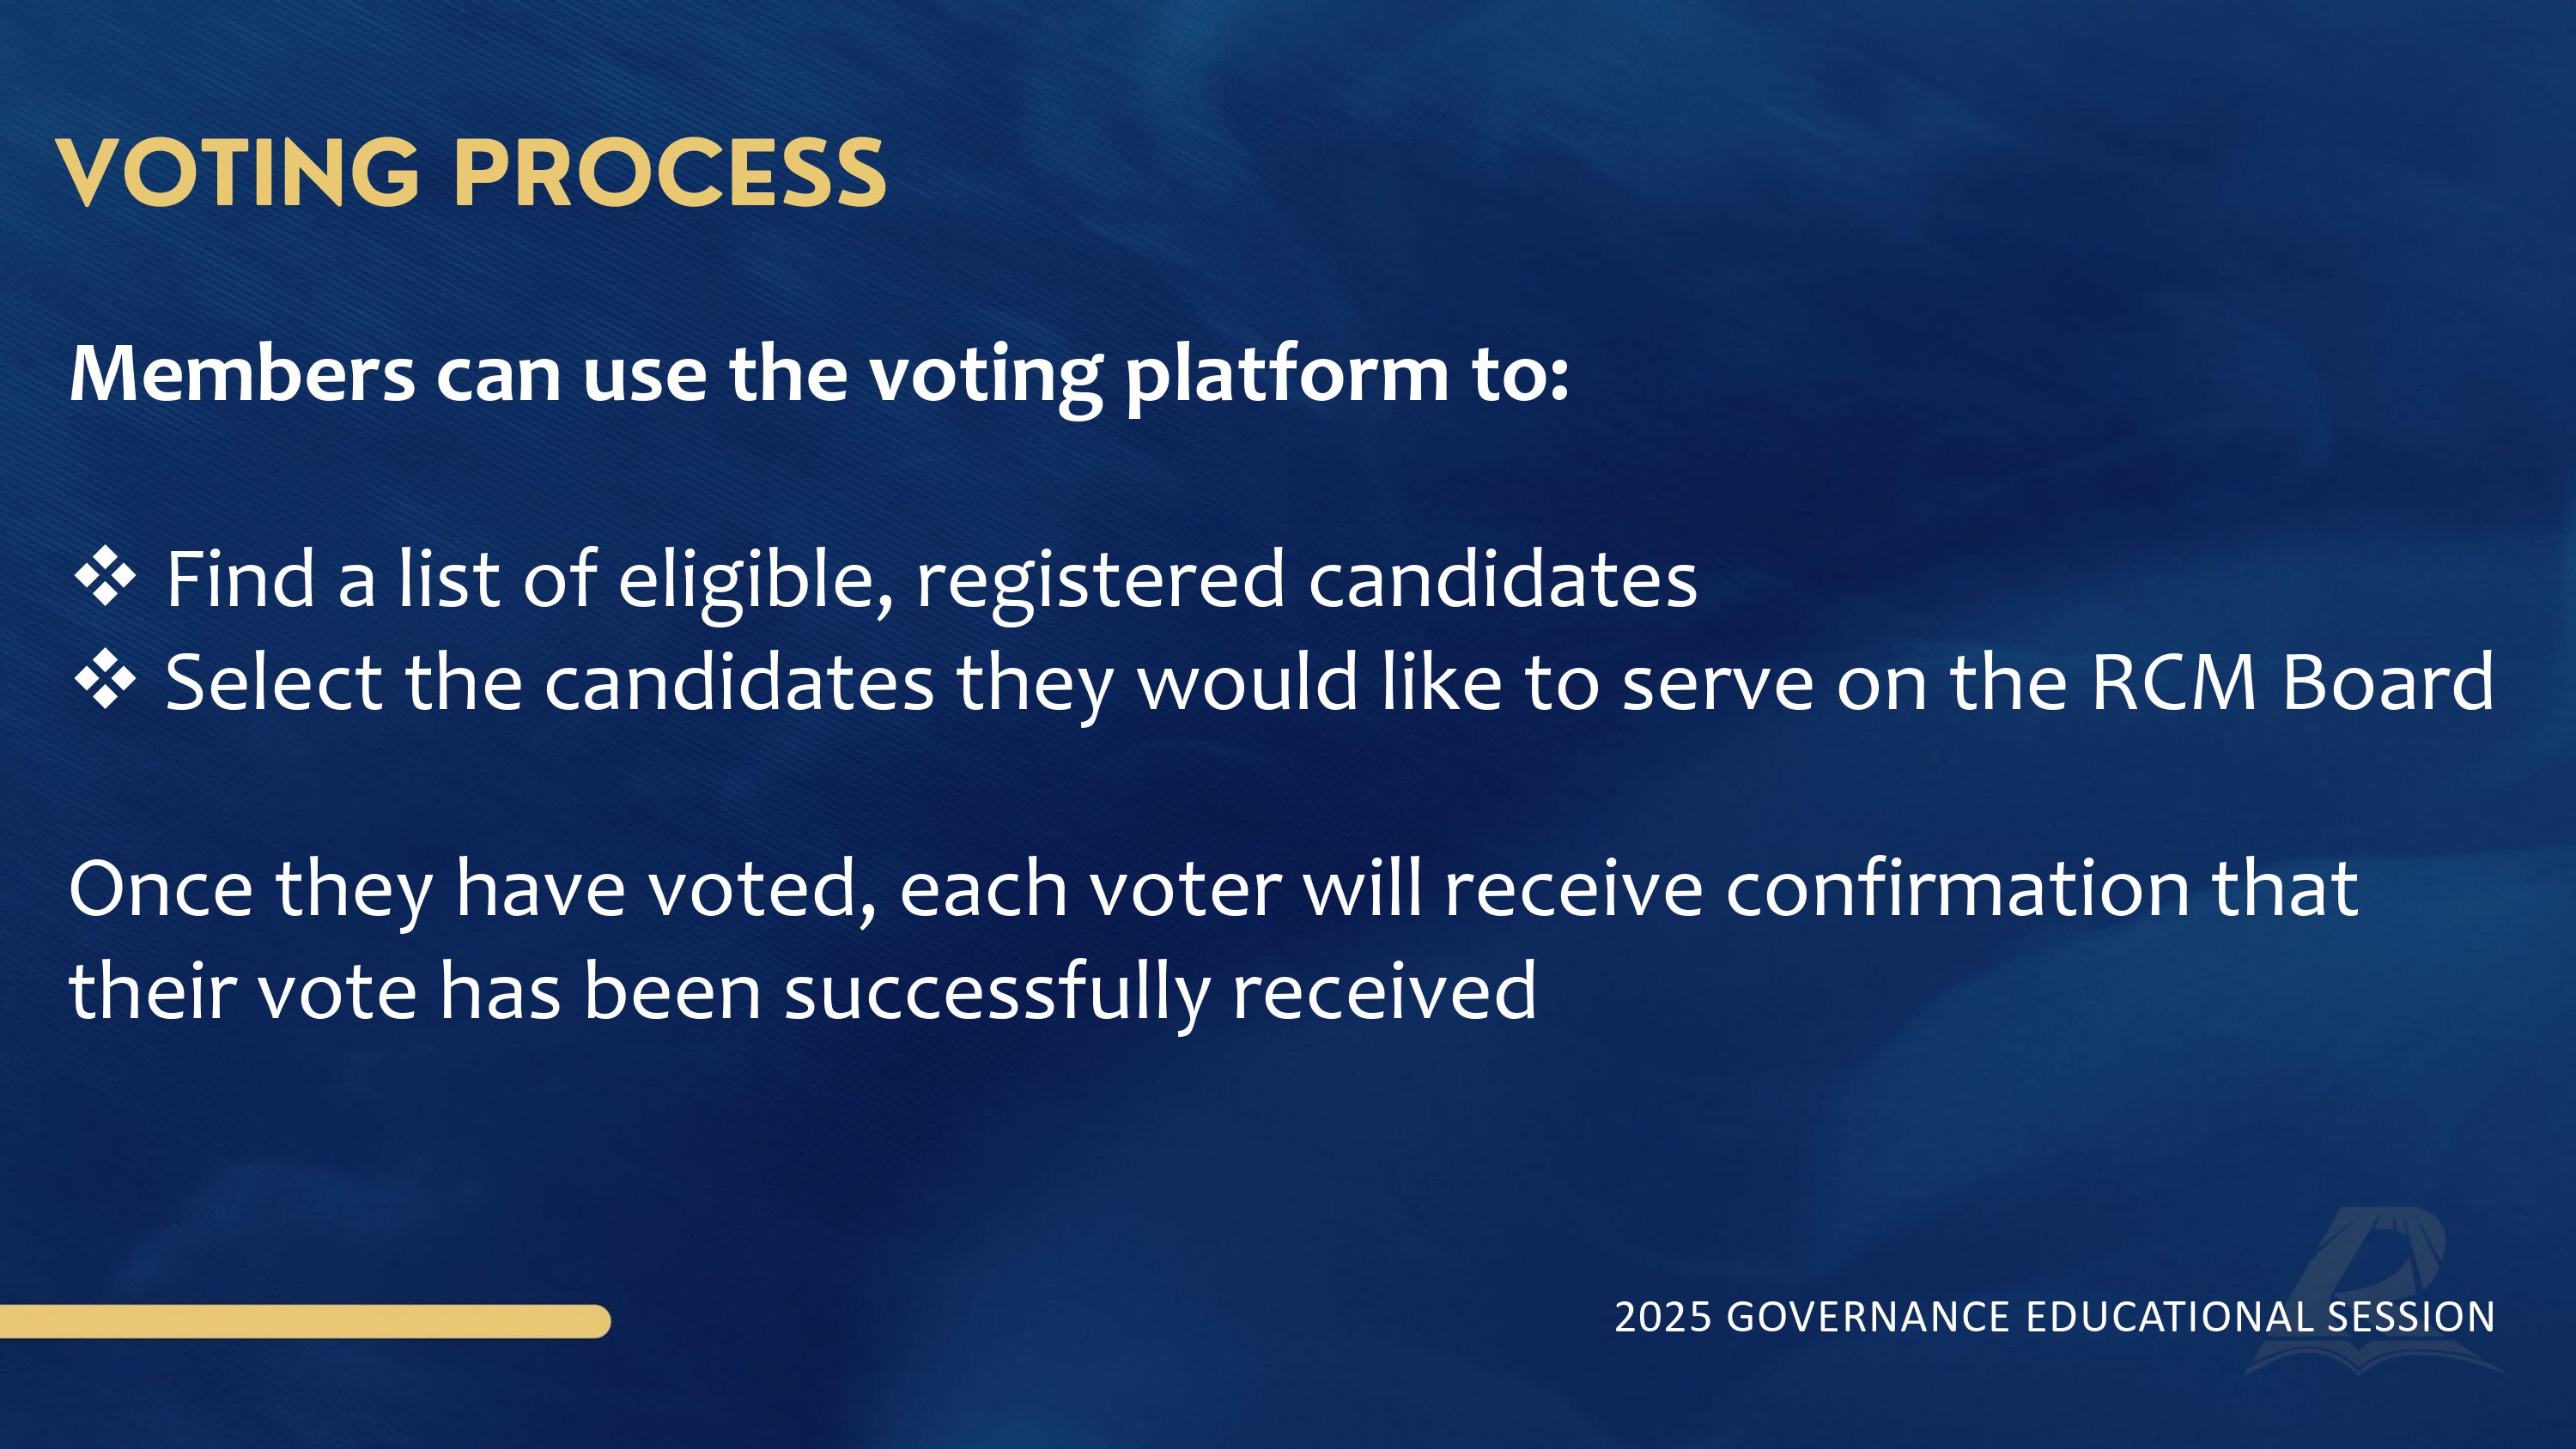 VOTING PROCESS
Members can use the voting platform to:
❖ Find a list of eligible, registered candidates
❖ Select the candidates they would like to serve on the RCM Board
Once they have voted, each voter will receive confirmation that
their vote has been successfully received
2025 GOVERNANCE EDUCATIONAL SESSION